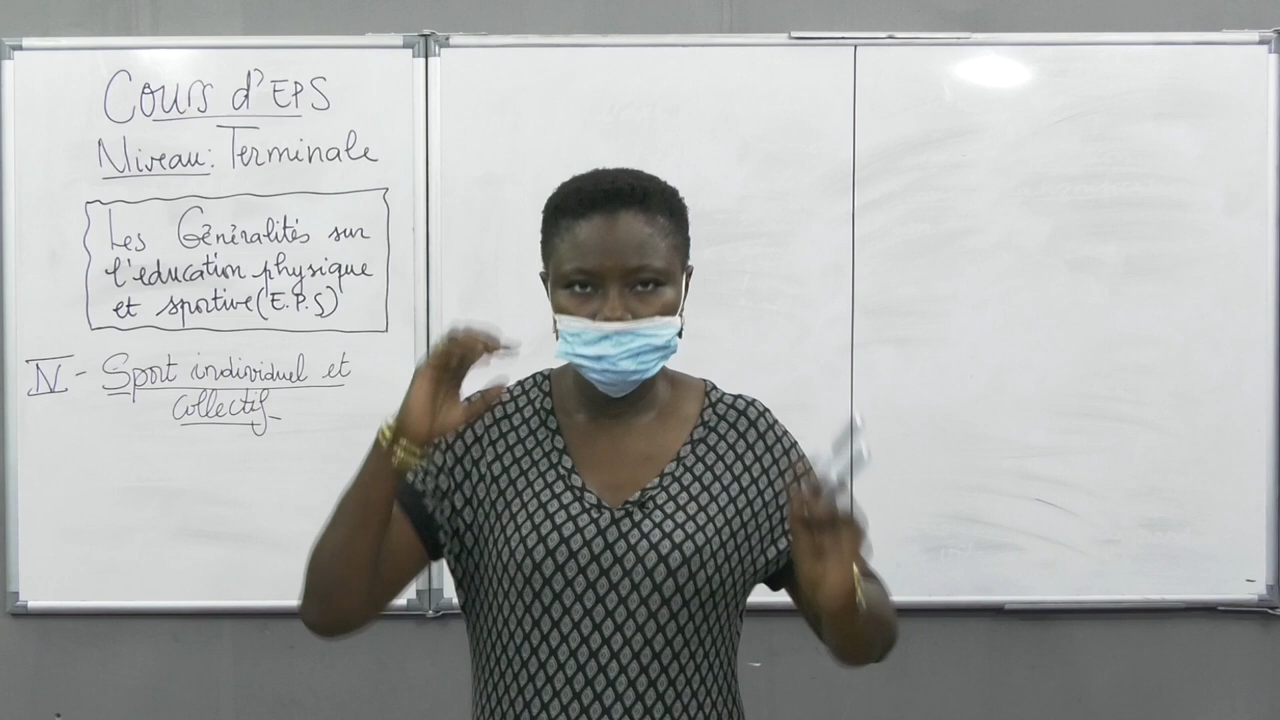 Cours d'EPS
Niveau: Terminale
Les Généralités sur
l'éducation physique
et sportive (E.P.S)
IV- Sport individuel et
collectif